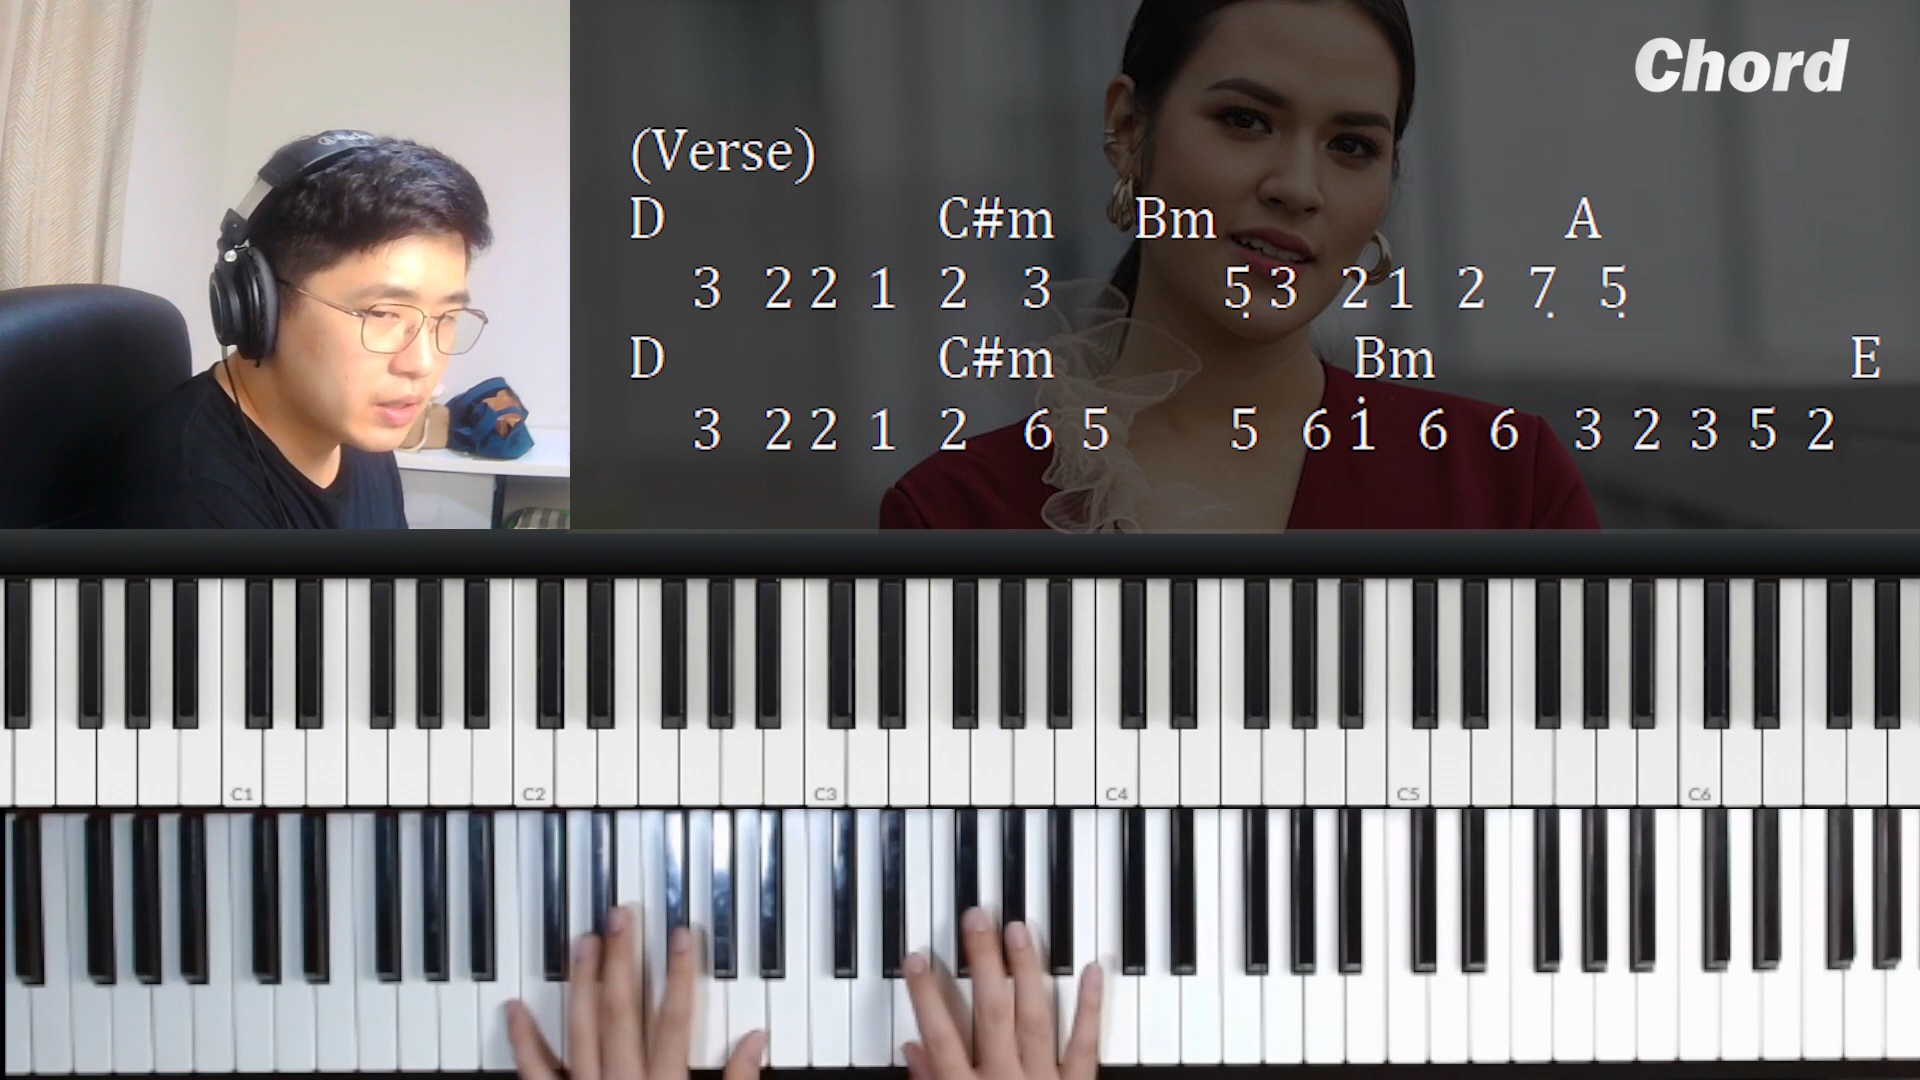 Chord
(Verse)
D C#m Bm A
3 2 2 1 2 3 5̣ 3 2 1 2 7̣ 5̣
D C#m Bm E
3 2 2 1 2 6 5 5 6 1̇ 6 6 3 2 3 5 2
C1 C2 C3 C4 C5 C6